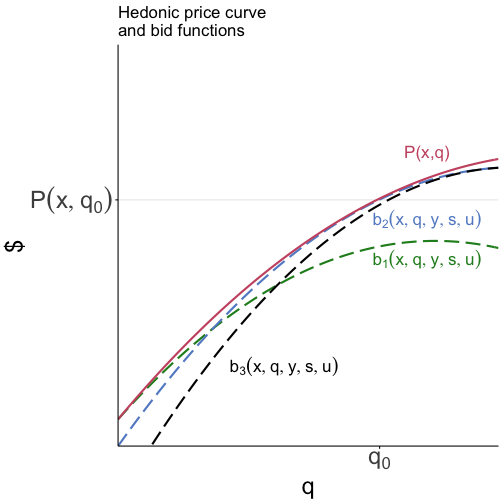 Hedonic price curve
and bid functions
P(x,q)
P(x, q₀)
b₂(x, q, y, s, u)
$
b₁(x, q, y, s, u)
b₃(x, q, y, s, u)
q₀
q